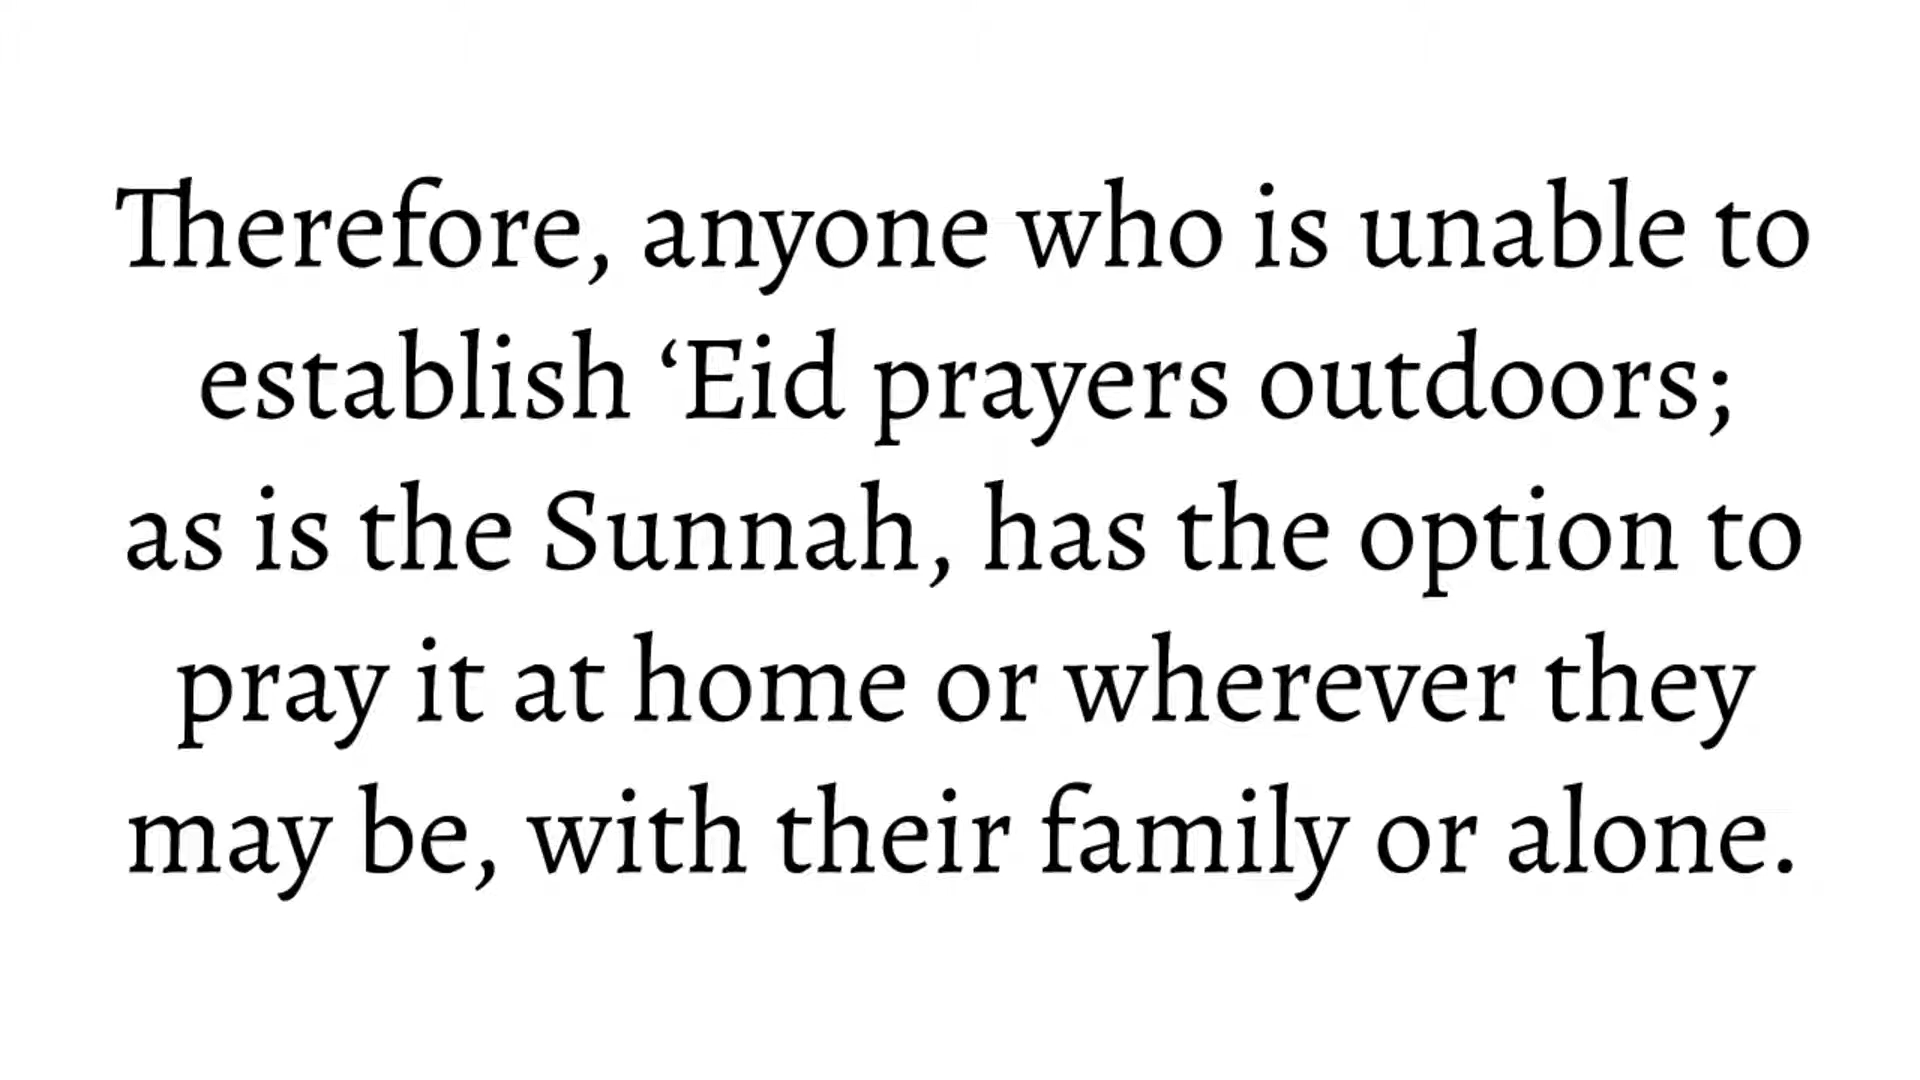 Therefore, anyone who is unable to
establish ‘Eid prayers outdoors;
as is the Sunnah, has the option to
pray it at home or wherever they
may be, with their family or alone.